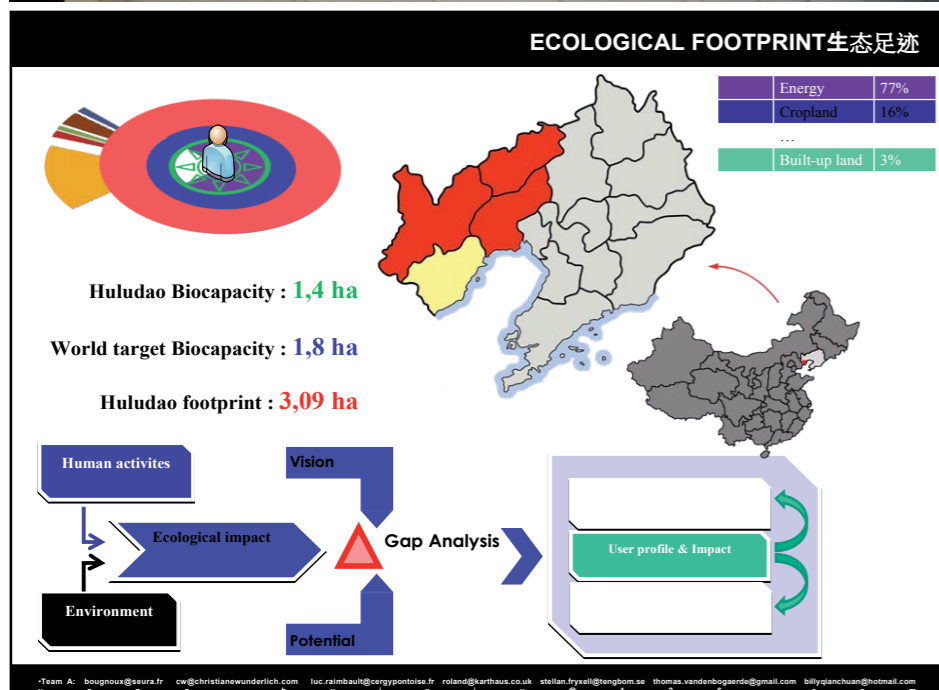 ECOLOGICAL FOOTPRINT生态足迹
Energy 77%
Cropland 16%
...
Built-up land 3%
Huludao Biocapacity : 1,4 ha
World target Biocapacity : 1,8 ha
Huludao footprint : 3,09 ha
Human activites
Vision
Ecological impact
Gap Analysis
User profile & Impact
Environment
Potential
•Team A: bougnoux@seura.fr cw@christianewunderlich.com luc.raimbault@cergypontoise.fr roland@karthaus.co.uk stellan.fryxell@tengbom.se thomas.vandenbogaerde@gmail.com billyqianchuan@hotmail.com